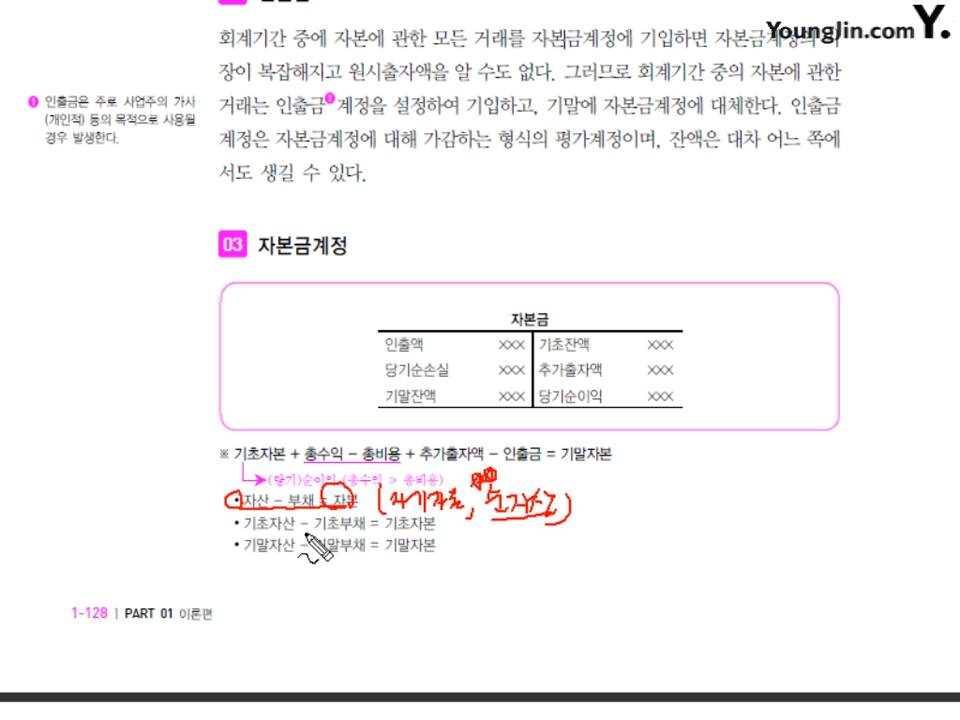 YoungJin.com Y.
회계기간 중에 자본에 관한 모든 거래를 자본금계정에 기입하면 자본금계정의
장이 복잡해지고 원시출자액을 알 수도 없다. 그러므로 회계기간 중의 자본에 관한
거래는 인출금❶계정을 설정하여 기입하고, 기말에 자본금계정에 대체한다. 인출금
계정은 자본금계정에 대해 가감하는 형식의 평가계정이며, 잔액은 대차 어느 쪽에
서도 생길 수 있다.
❶ 인출금은 주로 사업주의 가사
(개인적) 등의 목적으로 사용될
경우 발생한다.
03 자본금계정
자본금
인출액 XXX 기초잔액 XXX
당기순손실 XXX 추가출자액 XXX
기말잔액 XXX 당기순이익 XXX
※ 기초자본 + 총수익 - 총비용 + 추가출자액 - 인출금 = 기말자본
(당기)순이익 (총수익 > 총비용)
• 자산 - 부채 = 자본 (자기자본, 순자산)
• 기초자산 - 기초부채 = 기초자본
• 기말자산 - 기말부채 = 기말자본
1-128 | PART 01 이론편